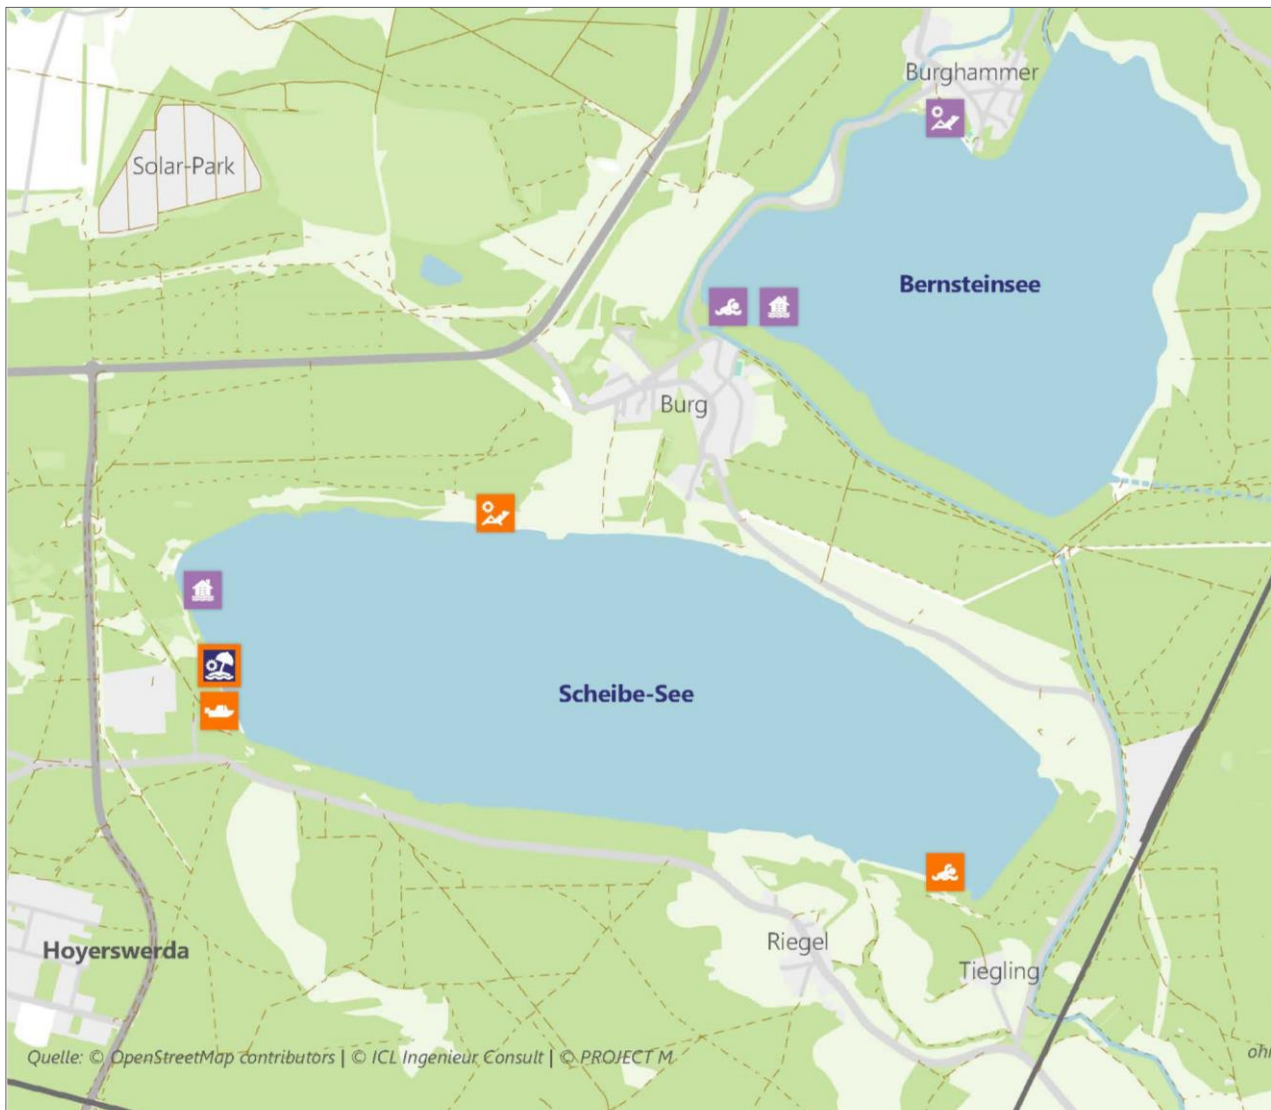 Burghammer
Solar-Park
Bernsteinsee
Burg
Scheibe-See
Riegel
Hoyerswerda
Tiegling
Quelle: © OpenStreetMap contributors | © ICL Ingenieur Consult | © PROJECT M